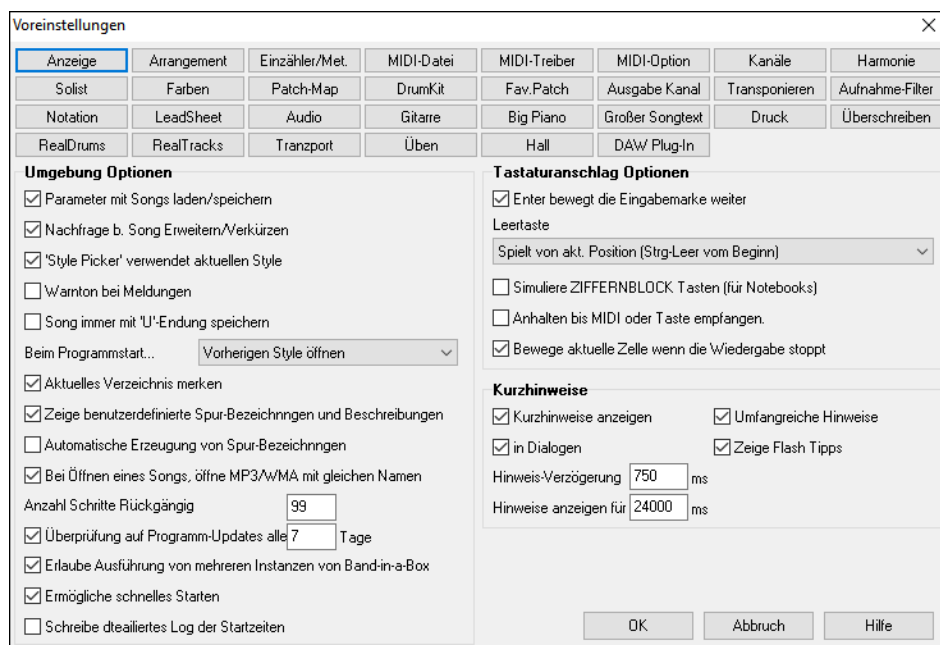 Voreinstellungen
Anzeige Arrangement Einzähler/Met. MIDI-Datei MIDI-Treiber MIDI-Option Kanäle Harmonie
Solist Farben Patch-Map DrumKit Fav.Patch Ausgabe Kanal Transponieren Aufnahme-Filter
Notation LeadSheet Audio Gitarre Big Piano Großer Songtext Druck Überschreiben
RealDrums RealTracks Tranzport Üben Hall DAW Plug-In
Umgebung Optionen
Parameter mit Songs laden/speichern
Nachfrage b. Song Erweitern/Verkürzen
'Style Picker' verwendet aktuellen Style
Warnton bei Meldungen
Song immer mit 'U'-Endung speichern
Beim Programmstart... Vorherigen Style öffnen
Aktuelles Verzeichnis merken
Zeige benutzerdefinierte Spur-Bezeichnngen und Beschreibungen
Automatische Erzeugung von Spur-Bezeichnngen
Bei Öffnen eines Songs, öffne MP3/WMA mit gleichen Namen
Anzahl Schritte Rückgängig 99
Überprüfung auf Programm-Updates alle 7 Tage
Erlaube Ausführung von mehreren Instanzen von Band-in-a-Box
Ermögliche schnelles Starten
Schreibe dteailiertes Log der Startzeiten
Tastaturanschlag Optionen
Enter bewegt die Eingabemarke weiter
Leertaste
Spielt von akt. Position (Strg-Leer vom Beginn)
Simuliere ZIFFERNBLOCK Tasten (für Notebooks)
Anhalten bis MIDI oder Taste empfangen.
Bewege aktuelle Zelle wenn die Wiedergabe stoppt
Kurzhinweise
Kurzhinweise anzeigen Umfangreiche Hinweise
in Dialogen Zeige Flash Tipps
Hinweis-Verzögerung 750 ms
Hinweise anzeigen für 24000 ms
OK Abbruch Hilfe